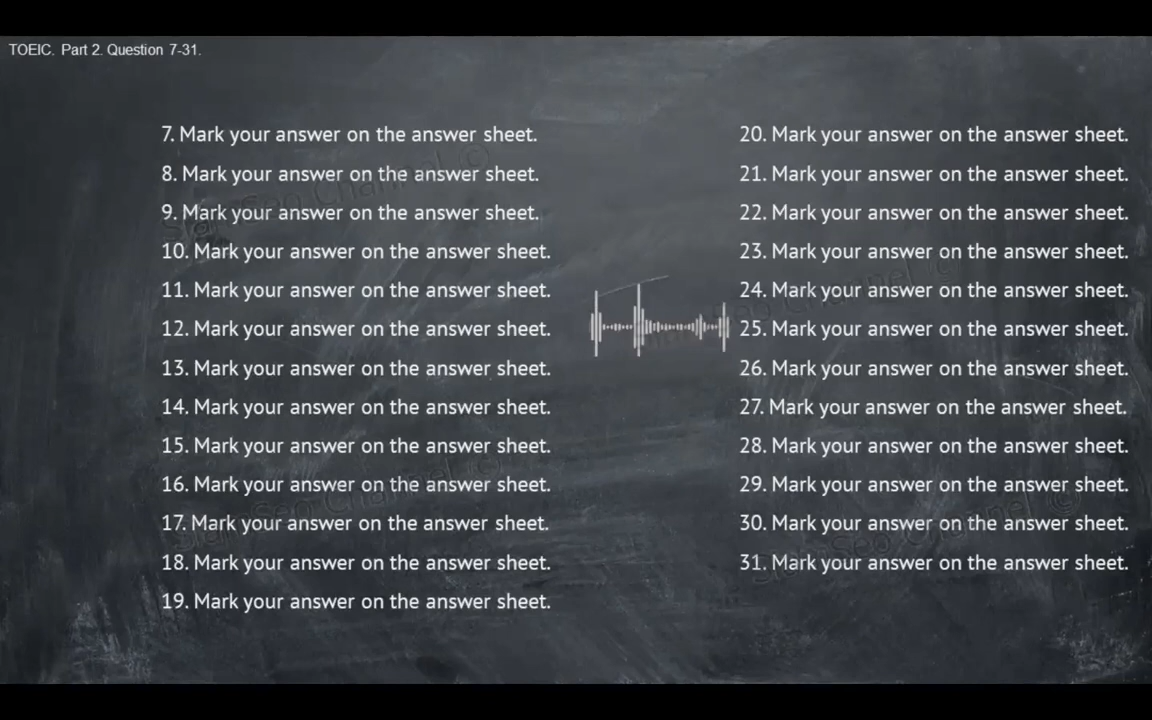 TOEIC. Part 2. Question 7-31.
7. Mark your answer on the answer sheet.
8. Mark your answer on the answer sheet.
9. Mark your answer on the answer sheet.
10. Mark your answer on the answer sheet.
11. Mark your answer on the answer sheet.
12. Mark your answer on the answer sheet.
13. Mark your answer on the answer sheet.
14. Mark your answer on the answer sheet.
15. Mark your answer on the answer sheet.
16. Mark your answer on the answer sheet.
17. Mark your answer on the answer sheet.
18. Mark your answer on the answer sheet.
19. Mark your answer on the answer sheet.
20. Mark your answer on the answer sheet.
21. Mark your answer on the answer sheet.
22. Mark your answer on the answer sheet.
23. Mark your answer on the answer sheet.
24. Mark your answer on the answer sheet.
25. Mark your answer on the answer sheet.
26. Mark your answer on the answer sheet.
27. Mark your answer on the answer sheet.
28. Mark your answer on the answer sheet.
29. Mark your answer on the answer sheet.
30. Mark your answer on the answer sheet.
31. Mark your answer on the answer sheet.